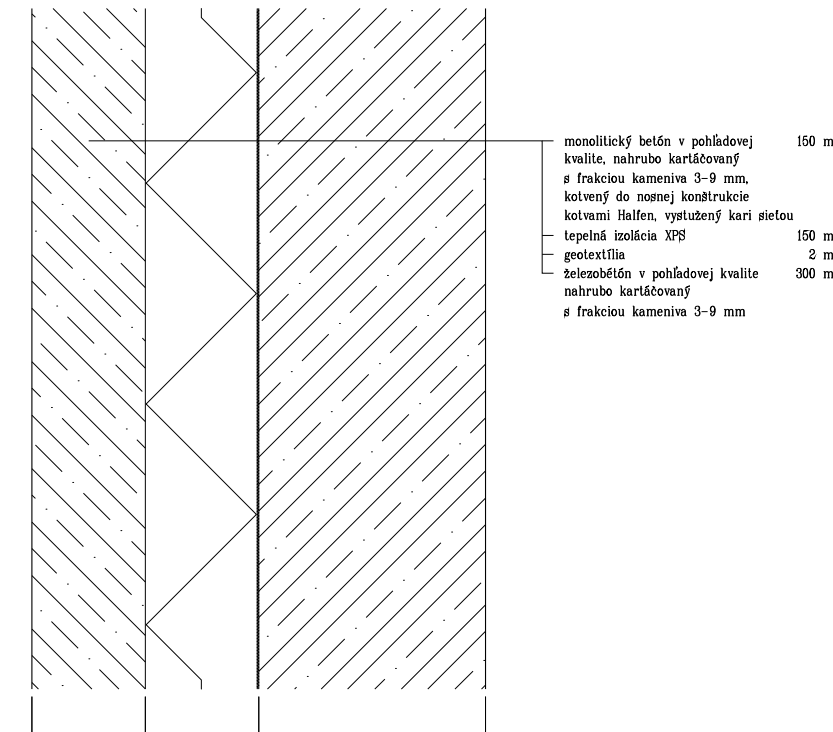 monolitický betón v pohľadovej 150 m
kvalite, nahrubo kartáčovaný
s frakciou kameniva 3-9 mm,
kotvený do nosnej konštrukcie
kotvami Halfen, vystužený kari sieťou
tepelná izolácia XPS 150 m
geotextília 2 m
železobétón v pohľadovej kvalite 300 m
nahrubo kartáčovaný
s frakciou kameniva 3-9 mm